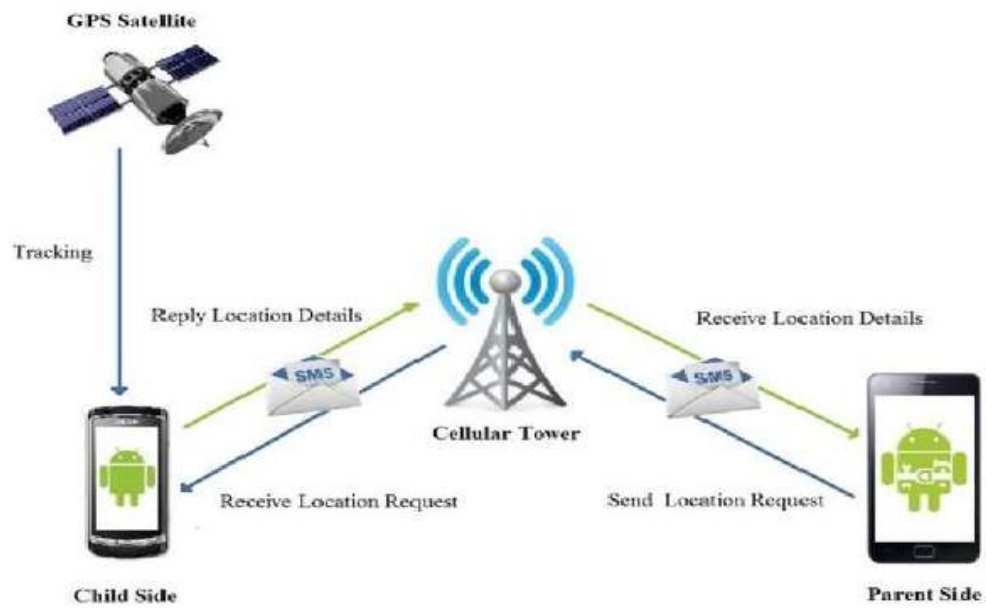 GPS Satellite
Tracking
Reply Location Details
Receive Location Details
SMS
SMS
Cellular Tower
Receive Location Request
Send Location Request
Child Side
Parent Side